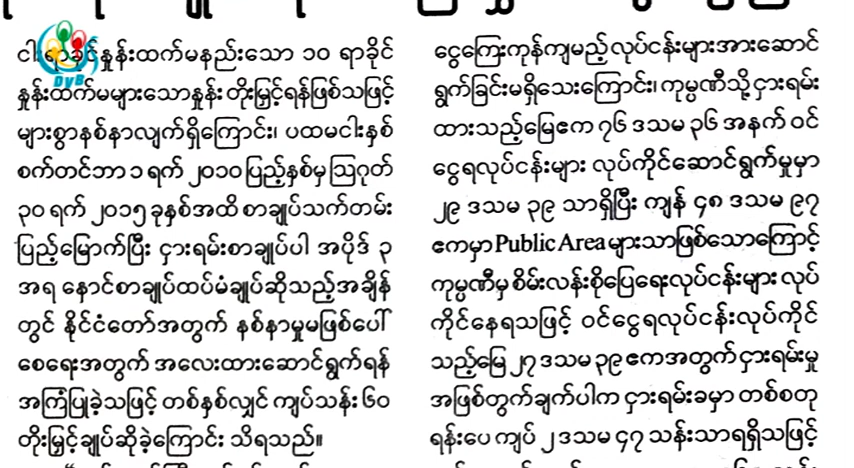 ငါးရာခိုင်နှုန်းထက်မနည်းသော ၁၀ ရာခိုင်
နှုန်းထက်မများသောနှုန်း တိုးမြှင့်ရန်ဖြစ်သဖြင့်
များစွာနစ်နာလျက်ရှိကြောင်း၊ ပထမငါးနှစ်
စက်တင်ဘာ ၁ ရက် ၂၀၁၀ ပြည့်နှစ်မှ ဩဂုတ်
၃၀ ရက် ၂၀၁၅ ခုနှစ်အထိ စာချုပ်သက်တမ်း
ပြည့်မြောက်ပြီး ငှားရမ်းစာချုပ်ပါ အပိုဒ် ၃
အရ နောင်စာချုပ်ထပ်မံချုပ်ဆိုသည့်အချိန်
တွင် နိုင်ငံတော်အတွက် နစ်နာမှုမဖြစ်ပေါ်
စေရေးအတွက် အလေးထားဆောင်ရွက်ရန်
အကြံပြုခဲ့သဖြင့် တစ်နှစ်လျှင် ကျပ်သန်း ၆၀
တိုးမြှင့်ချုပ်ဆိုခဲ့ကြောင်း သိရသည်။
ငွေကြေးကုန်ကျမည့် လုပ်ငန်းများအားဆောင်
ရွက်ခြင်းမရှိသေးကြောင်း၊ ကုမ္ပဏီသို့ ငှားရမ်း
ထားသည့်မြေဧက ၇၆ ဒသမ ၃၆ အနက် ဝင်
ငွေရလုပ်ငန်းများ လုပ်ကိုင်ဆောင်ရွက်မှုမှာ
၂၉ ဒသမ ၃၉ သာရှိပြီး ကျန် ၄၈ ဒသမ ၉၇
ဧကမှာ Public Area များသာဖြစ်သောကြောင့်
ကုမ္ပဏီမှ စိမ်းလန်းစိုပြေရေးလုပ်ငန်းများ လုပ်
ကိုင်နေရသဖြင့် ဝင်ငွေရလုပ်ငန်းလုပ်ကိုင်
သည့်မြေ ၂၇ ဒသမ ၃၉ ဧကအတွက် ငှားရမ်းမှု
အဖြစ်တွက်ချက်ပါက ငှားရမ်းခမှာ တစ်စတု
ရန်းပေ ကျပ် ၂ ဒသမ ၄၇ သန်းသာရရှိသဖြင့်
DVB